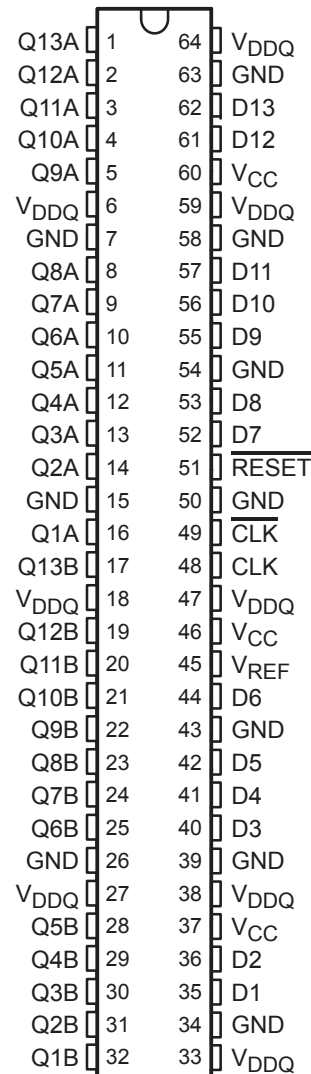 Q13A 1 64 VDDQ
Q12A 2 63 GND
Q11A 3 62 D13
Q10A 4 61 D12
Q9A 5 60 VCC
VDDQ 6 59 VDDQ
GND 7 58 GND
Q8A 8 57 D11
Q7A 9 56 D10
Q6A 10 55 D9
Q5A 11 54 GND
Q4A 12 53 D8
Q3A 13 52 D7
Q2A 14 51 RESET
GND 15 50 GND
Q1A 16 49 CLK
Q13B 17 48 CLK
VDDQ 18 47 VDDQ
Q12B 19 46 VCC
Q11B 20 45 VREF
Q10B 21 44 D6
Q9B 22 43 GND
Q8B 23 42 D5
Q7B 24 41 D4
Q6B 25 40 D3
GND 26 39 GND
VDDQ 27 38 VDDQ
Q5B 28 37 VCC
Q4B 29 36 D2
Q3B 30 35 D1
Q2B 31 34 GND
Q1B 32 33 VDDQ